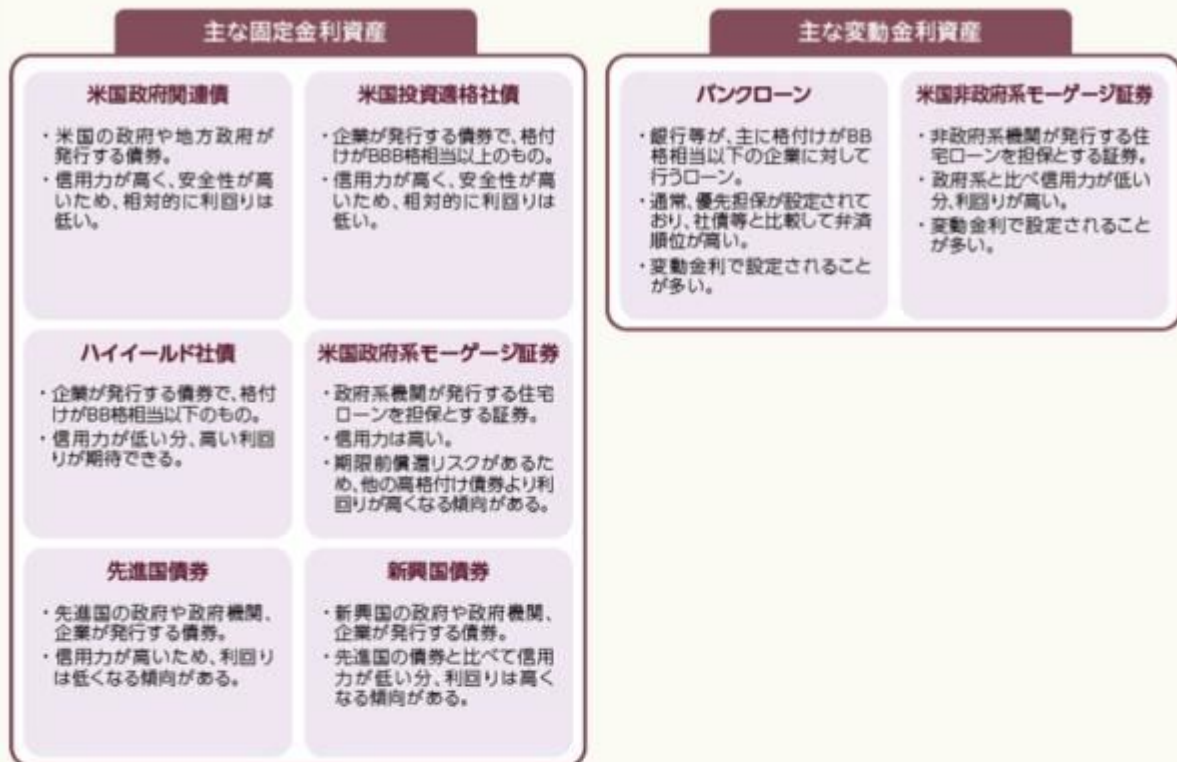 主な固定金利資産
米国政府関連債
・米国の政府や地方政府が
発行する債券。
・信用力が高く、安全性が高
いため、相対的に利回りは
低い。
米国投資適格社債
・企業が発行する債券で、格付
けがBBB格相当以上のもの。
・信用力が高く、安全性が高
いため、相対的に利回りは
低い。
ハイイールド社債
・企業が発行する債券で、格付
けがBB格相当以下のもの。
・信用力が低い分、高い利回
りが期待できる。
米国政府系モーゲージ証券
・政府系機関が発行する住宅
ローンを担保とする証券。
・信用力は高い。
・期限前償還リスクがあるた
め、他の高格付け債券より利
回りが高くなる傾向がある。
先進国債券
・先進国の政府や政府機関、
企業が発行する債券。
・信用力が高いため、利回り
は低くなる傾向がある。
新興国債券
・新興国の政府や政府機関、
企業が発行する債券。
・先進国の債券と比べて信用
力が低い分、利回りは高く
なる傾向がある。
主な変動金利資産
バンクローン
・銀行等が、主に格付けがBB
格相当以下の企業に対して
行うローン。
・通常、優先担保が設定されて
おり、社債等と比較して弁済
順位が高い。
・変動金利で設定されること
が多い。
米国非政府系モーゲージ証券
・非政府系機関が発行する住
宅ローンを担保とする証券。
・政府系と比べ信用力が低い
分、利回りが高い。
・変動金利で設定されること
が多い。